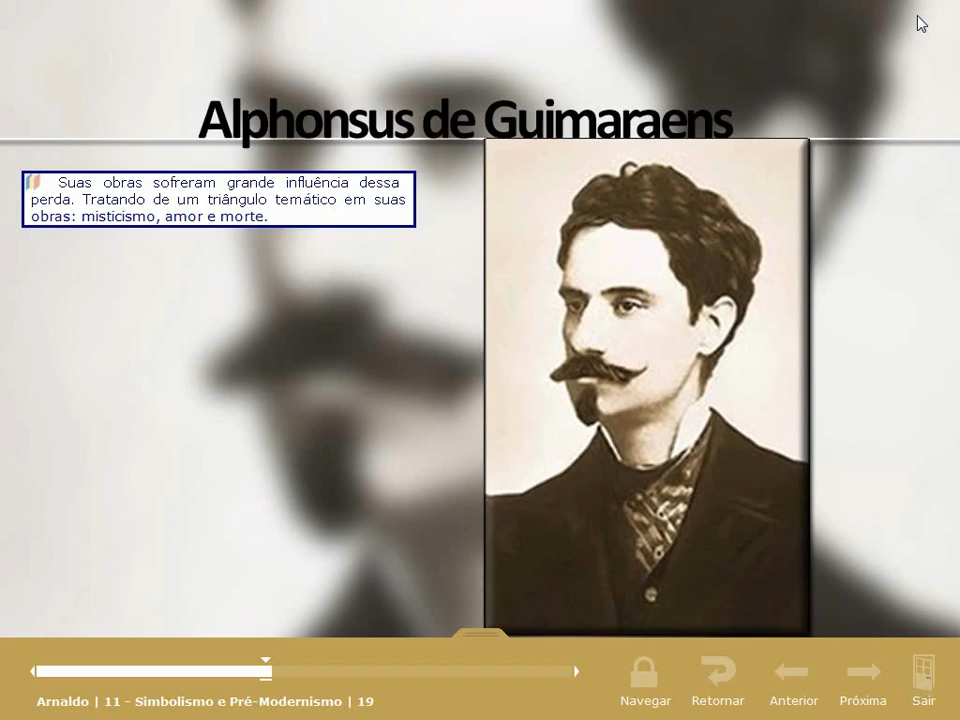 Alphonsus de Guimaraens
Suas obras sofreram grande influência dessa
perda. Tratando de um triângulo temático em suas
obras: misticismo, amor e morte.
Navegar Retornar Anterior Próxima Sair
Arnaldo | 11 - Simbolismo e Pré-Modernismo | 19